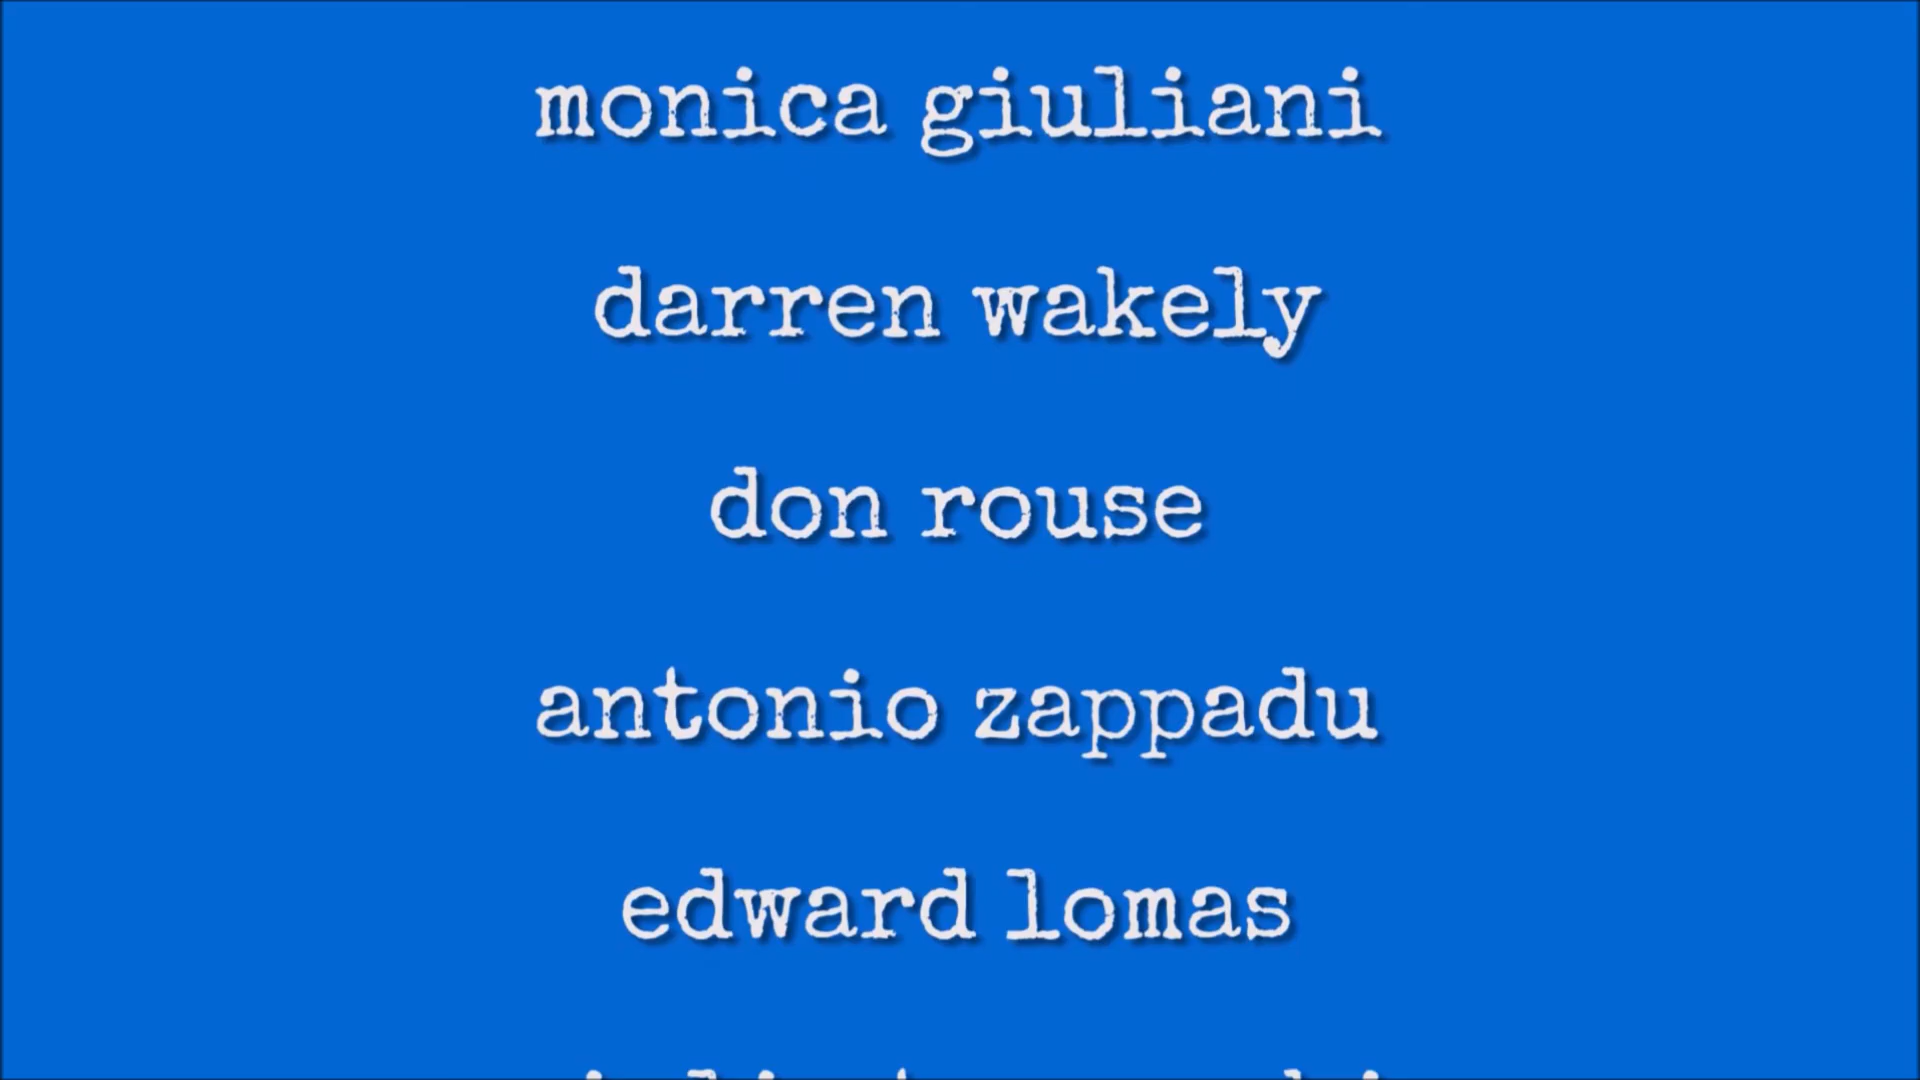 monica giuliani
darren wakely
don rouse
antonio zappadu
edward lomas